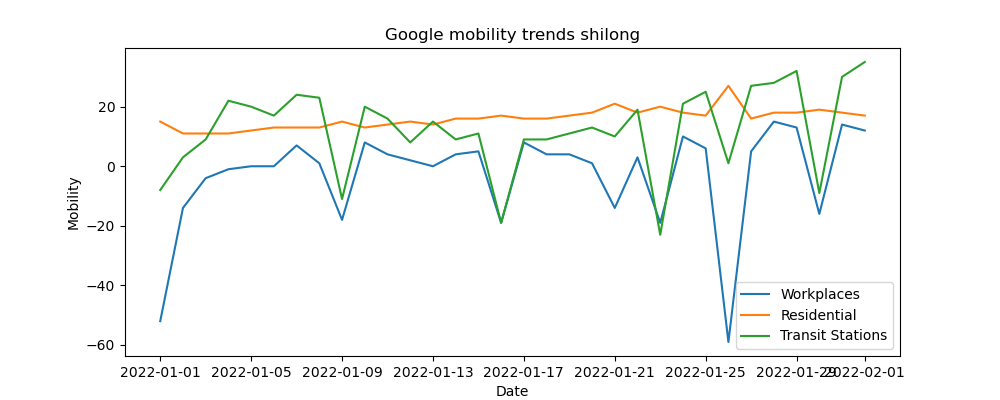 Google mobility trends shilong
Mobility
20
0
−20
−40
−60
Workplaces
Residential
Transit Stations
2022-01-01 2022-01-05 2022-01-09 2022-01-13 2022-01-17 2022-01-21 2022-01-25 2022-01-29 2022-02-01
Date